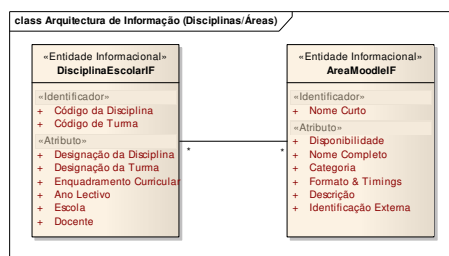 class Arquitectura de Informação (Disciplinas/Áreas)
«Entidade Informacional»
DisciplinaEscolarIF
«Identificador»
+ Código da Disciplina
+ Código de Turma
«Atributo»
+ Designação da Disciplina
+ Designação da Turma
+ Enquadramento Curricular
+ Ano Lectivo
+ Escola
+ Docente
*
*
«Entidade Informacional»
AreaMoodleIF
«Identificador»
+ Nome Curto
«Atributo»
+ Disponibilidade
+ Nome Completo
+ Categoria
+ Formato & Timings
+ Descrição
+ Identificação Externa